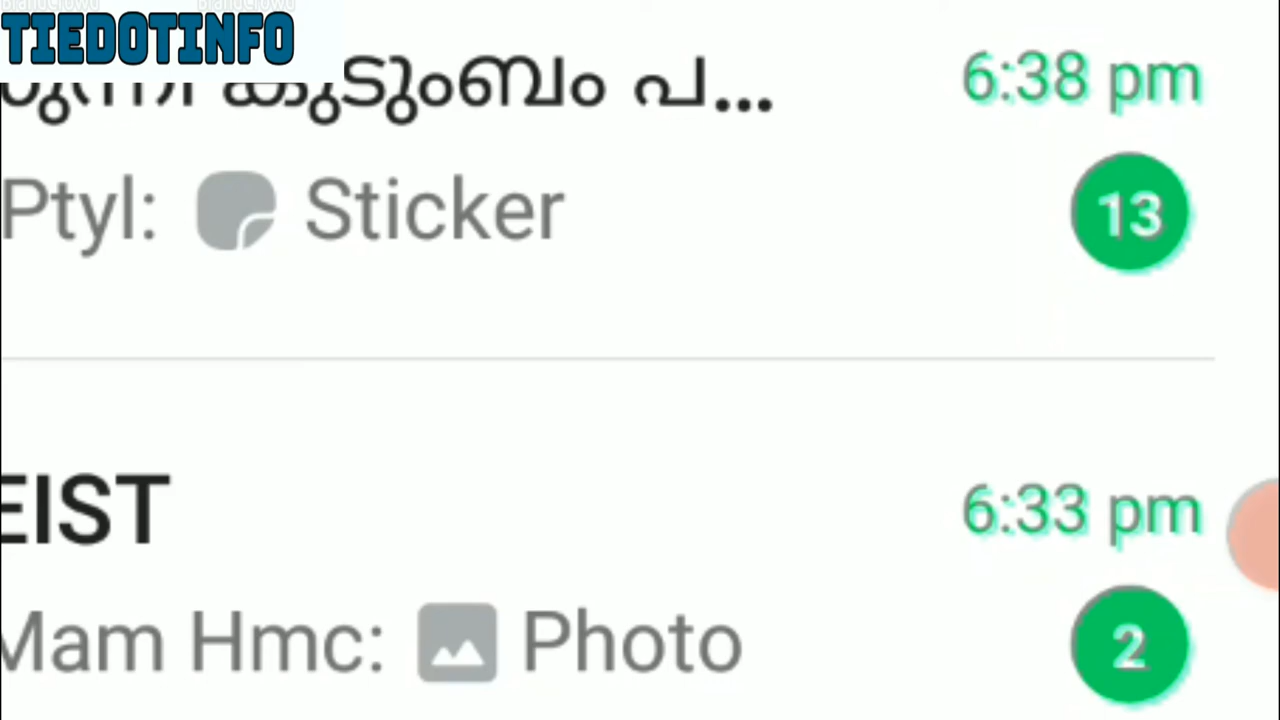 TIEDOTINFO
കുടുംബം പ...
6:38 pm
Ptyl: Sticker
13
EIST
6:33 pm
Mam Hmc: Photo
2